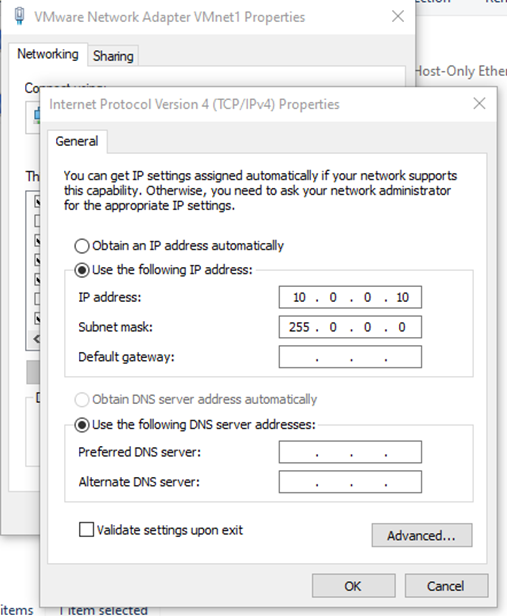 VMware Network Adapter VMnet1 Properties
Networking
Sharing
Host-Only Ether
Internet Protocol Version 4 (TCP/IPv4) Properties
General
You can get IP settings assigned automatically if your network supports
this capability. Otherwise, you need to ask your network administrator
for the appropriate IP settings.
Obtain an IP address automatically
Use the following IP address:
IP address:
10 . 0 . 0 . 10
Subnet mask:
255 . 0 . 0 . 0
Default gateway:
. . .
Obtain DNS server address automatically
Use the following DNS server addresses:
Preferred DNS server:
. . .
Alternate DNS server:
. . .
Validate settings upon exit
Advanced...
OK
Cancel
items
1 item selected